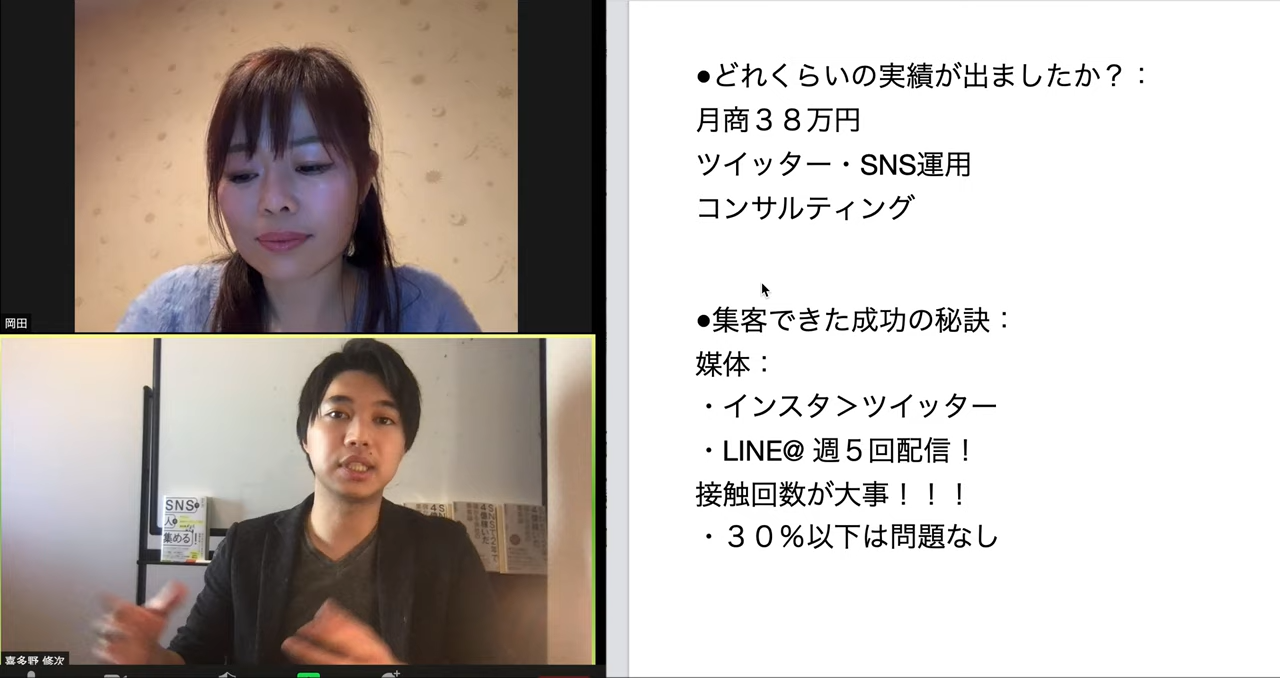 岡田
喜多野 修次
SNSで
人を
集める!
●どれくらいの実績が出ましたか？：
月商３８万円
ツイッター・SNS運用
コンサルティング
●集客できた成功の秘訣：
媒体：
・インスタ＞ツイッター
・LINE@ 週５回配信！
接触回数が大事！！！
・３０％以下は問題なし